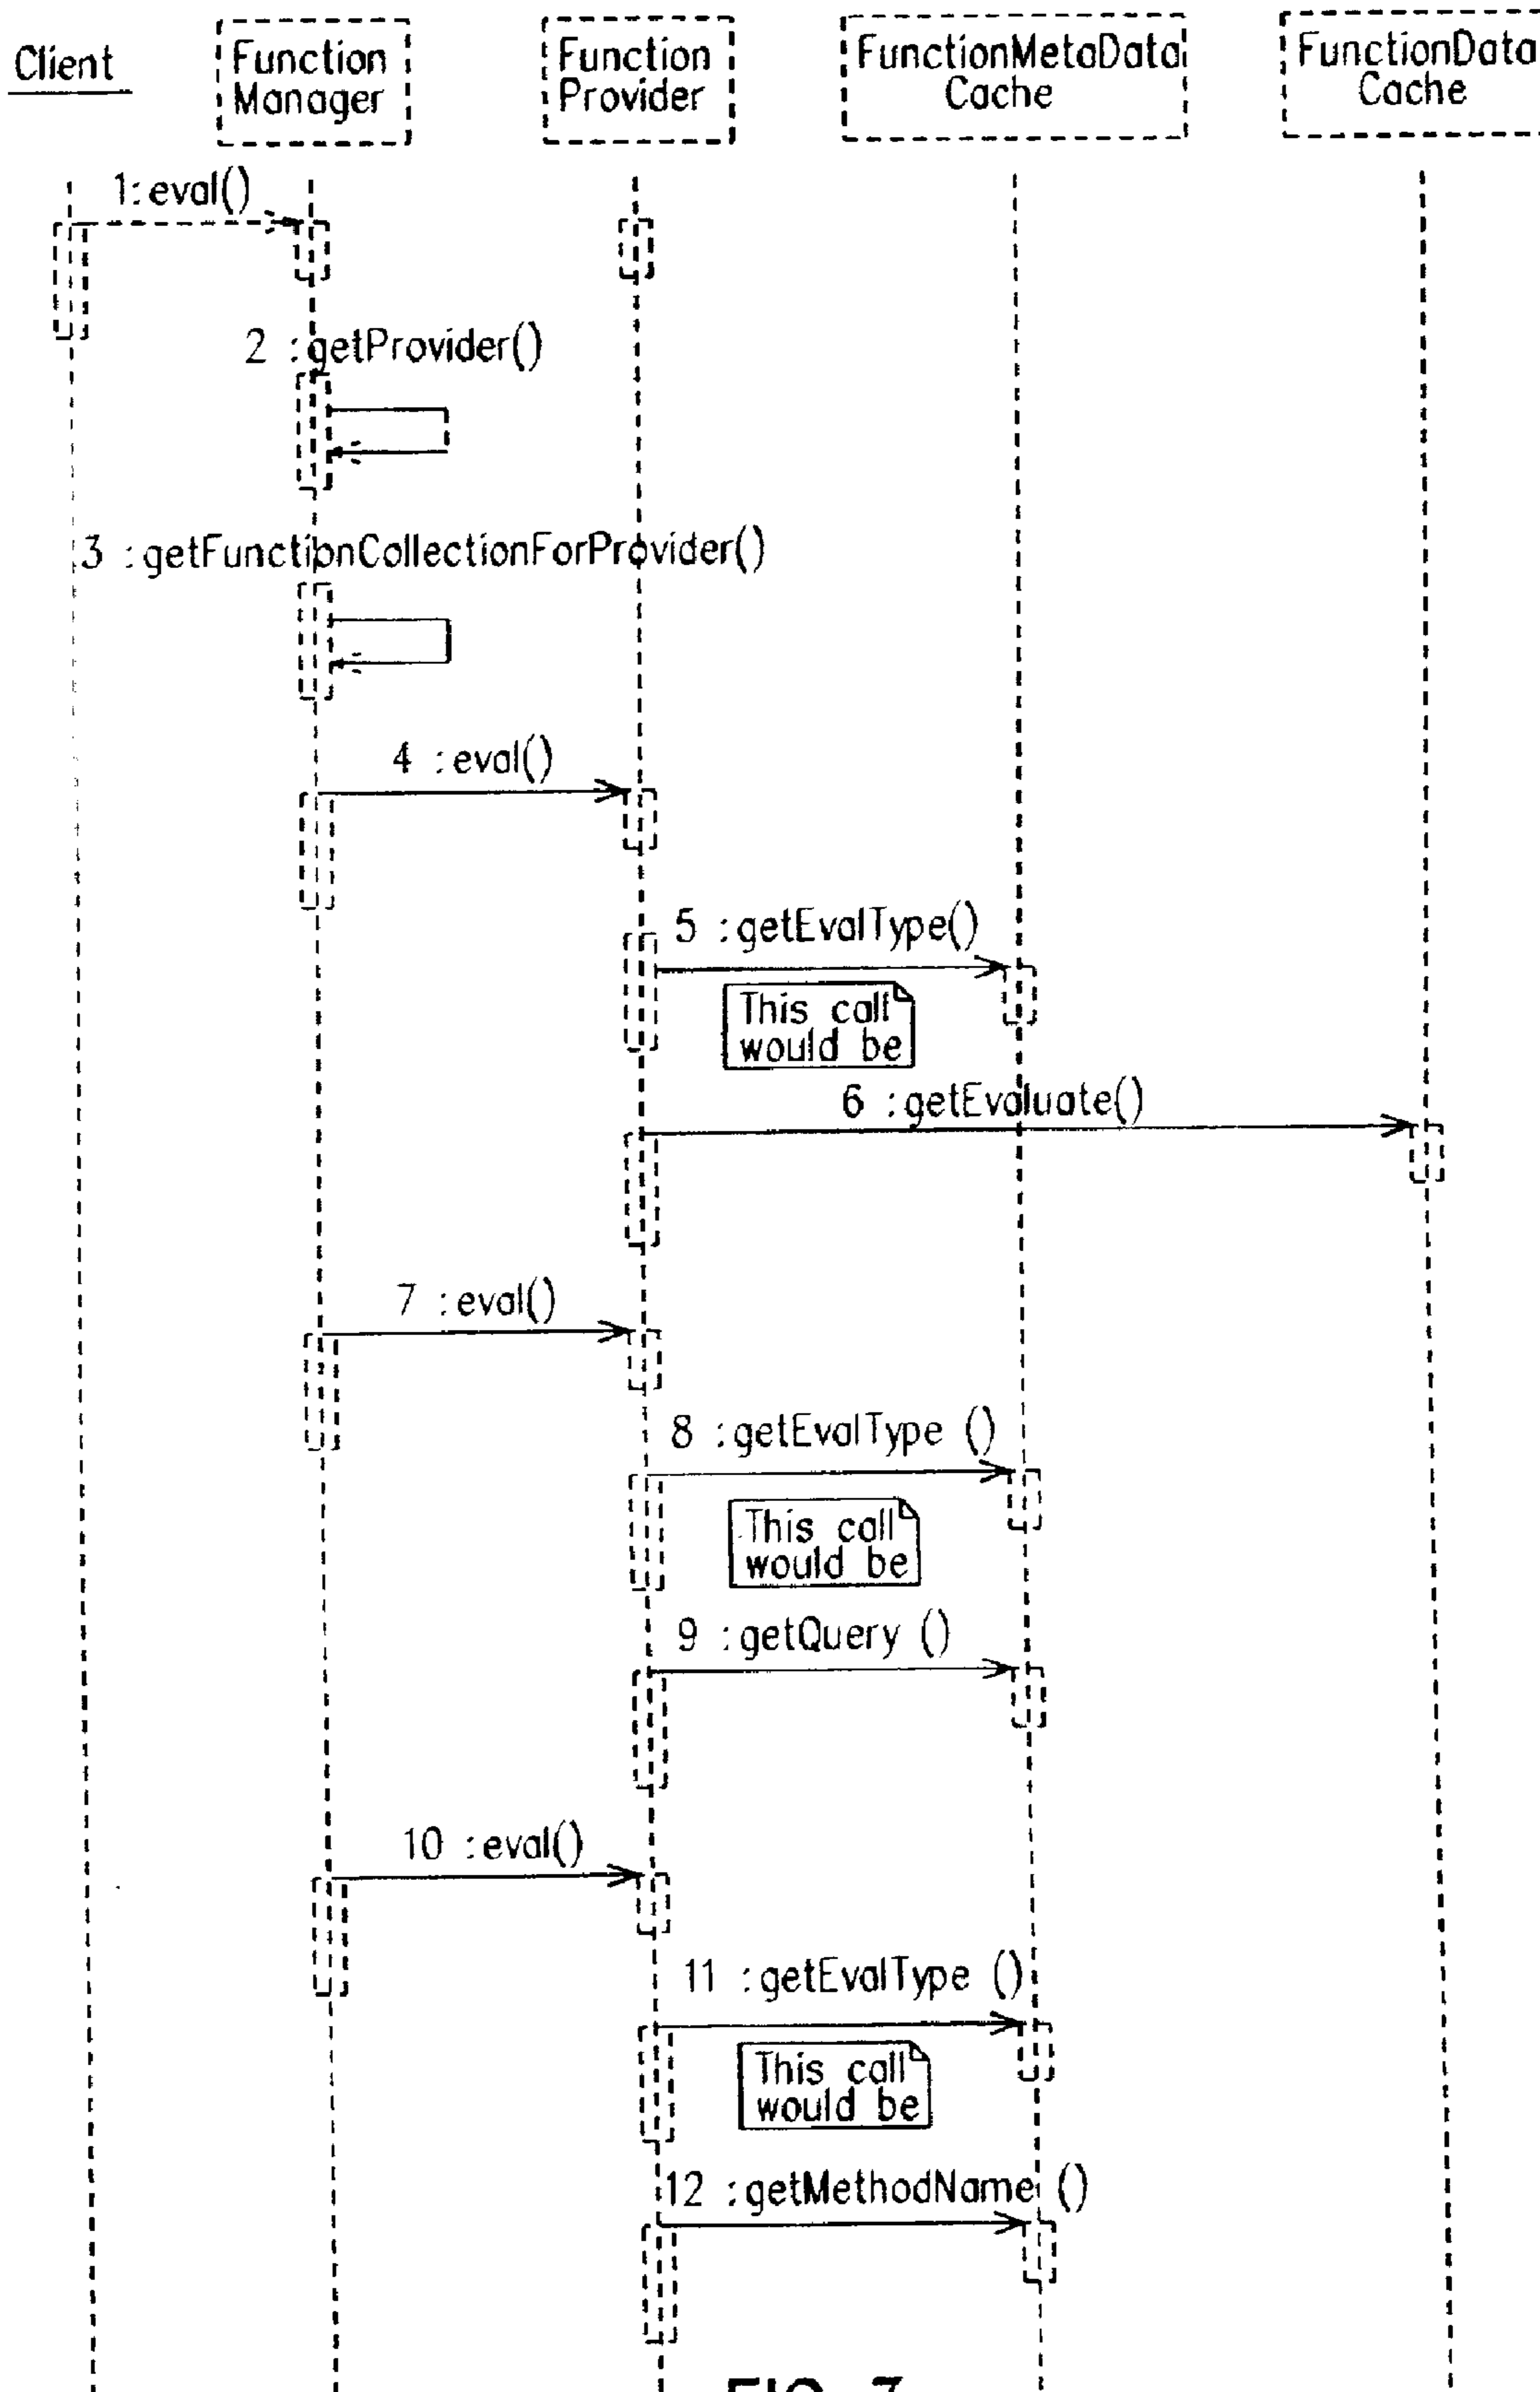 Client
Function
Manager
Function
Provider
FunctionMetaData
Cache
FunctionData
Cache
1:eval()
2 :getProvider()
3 :getFunctionCollectionForProvider()
4 :eval()
5 :getEvalType()
This call
would be
6 :getEvaluate()
7 :eval()
8 :getEvalType ()
This call
would be
9 :getQuery ()
10 :eval()
11 :getEvalType ()
This call
would be
12 :getMethodName ()